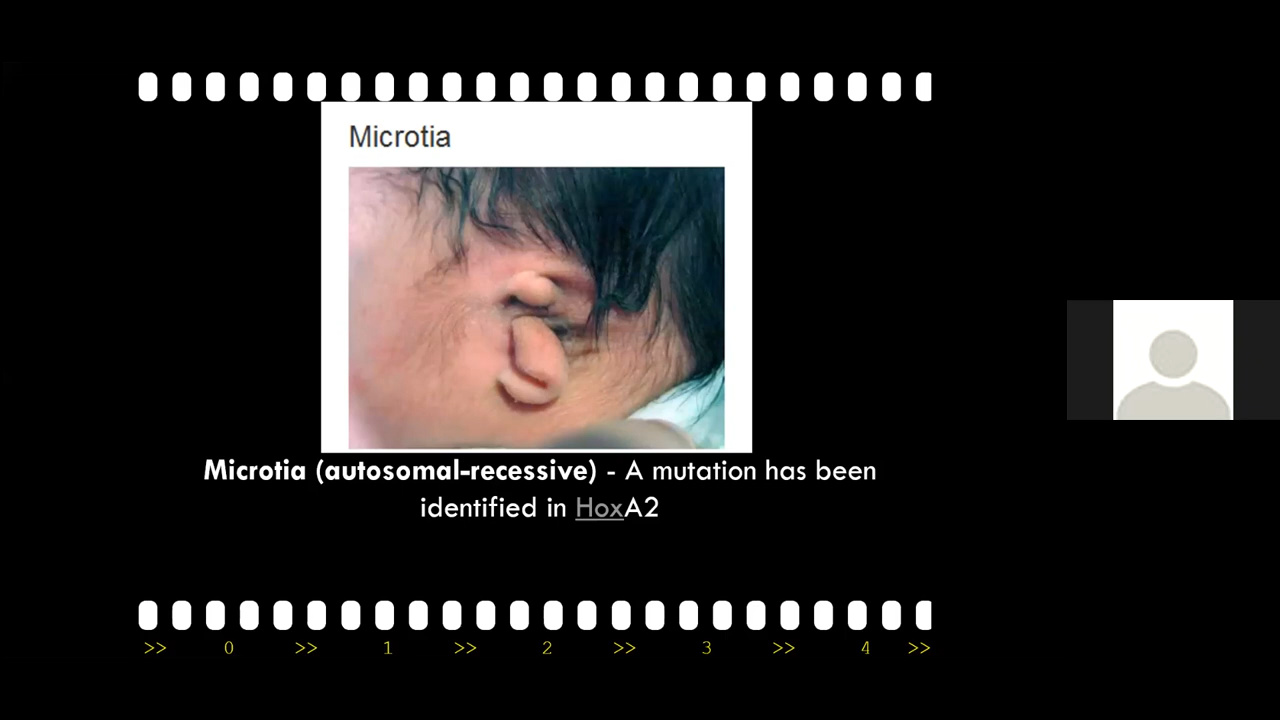 Microtia
Microtia (autosomal-recessive) - A mutation has been
identified in HoxA2
>> 0 >> 1 >> 2 >> 3 >> 4 >>